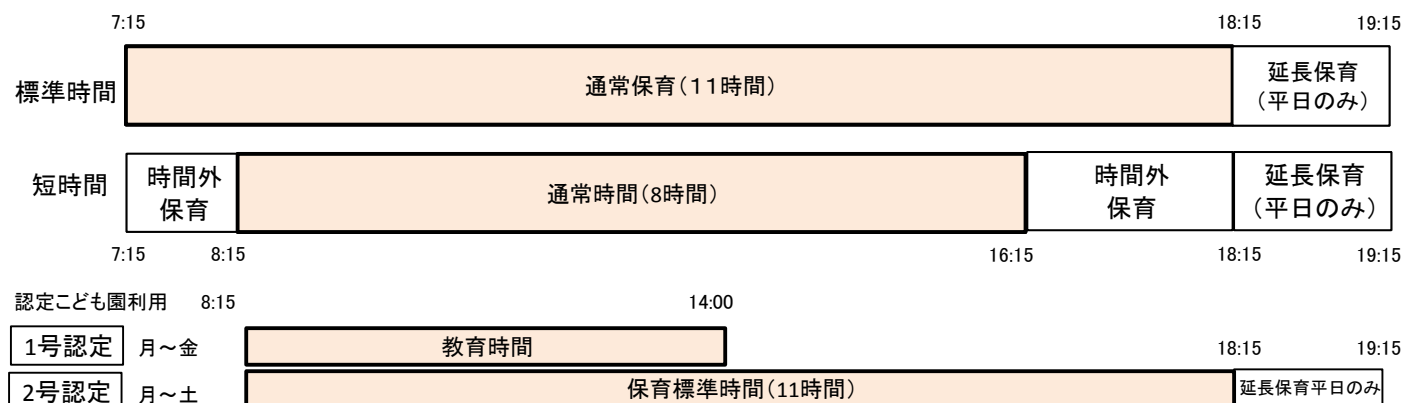 7:15 18:15 19:15
標準時間 通常保育(11時間) 延長保育
(平日のみ)
短時間 時間外
保育 通常時間(8時間) 時間外
保育 延長保育
(平日のみ)
7:15 8:15 16:15 18:15 19:15
認定こども園利用 8:15 14:00
1号認定 月~金 教育時間 18:15 19:15
2号認定 月~土 保育標準時間(11時間) 延長保育平日のみ